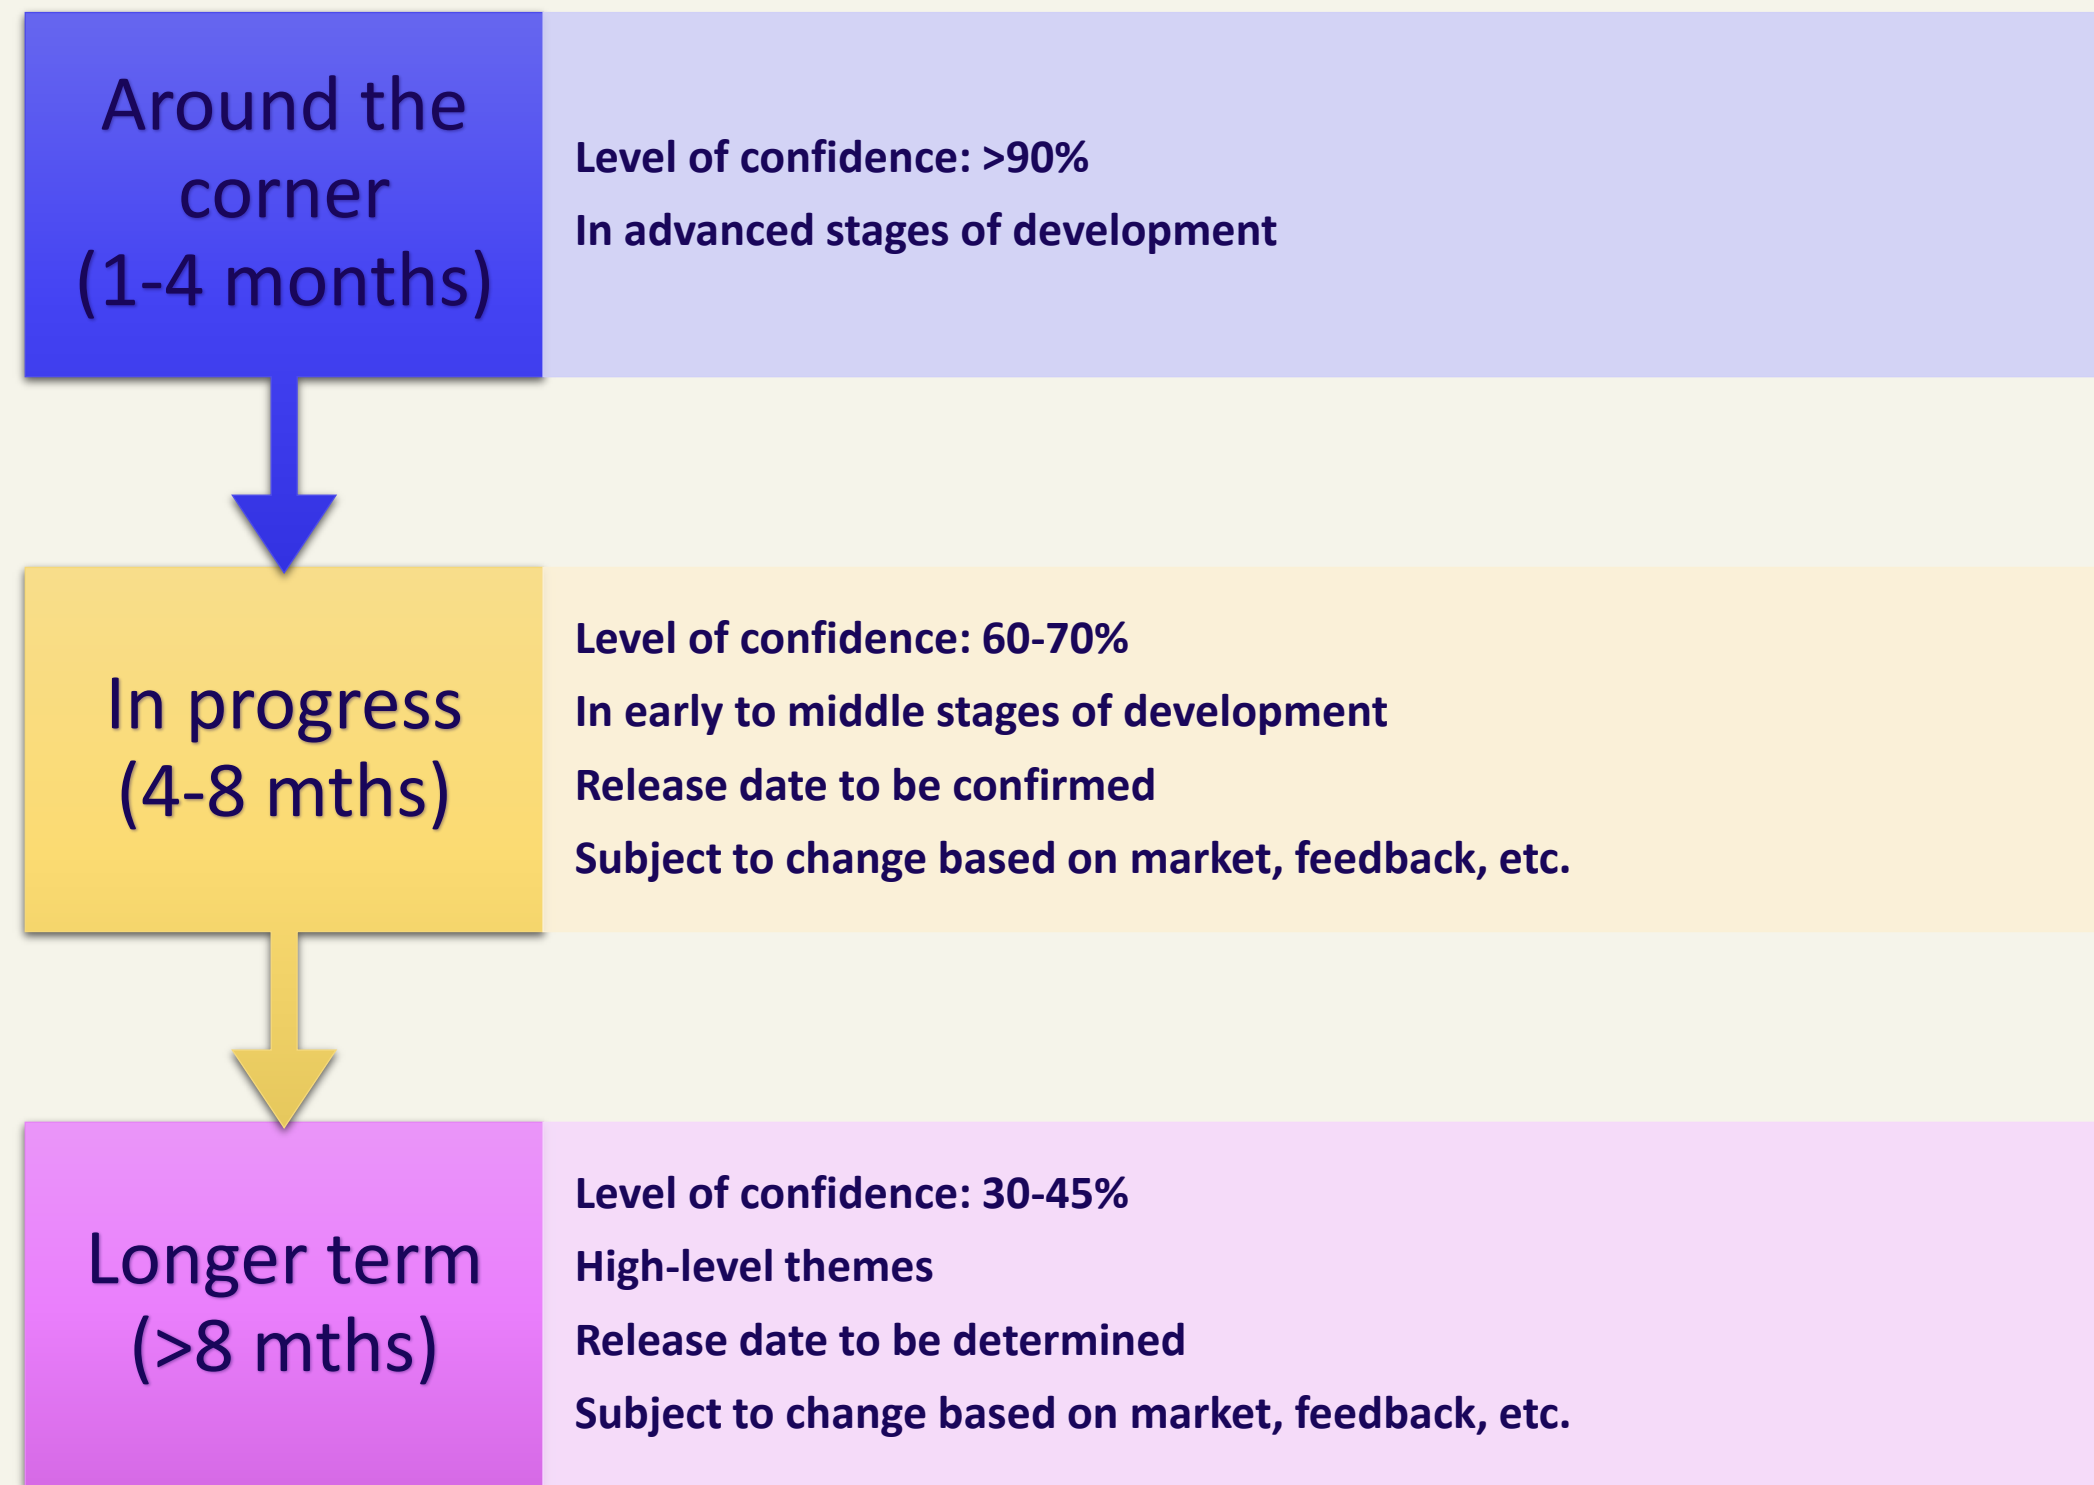 Around the
corner
(1-4 months)
Level of confidence: >90%
In advanced stages of development
In progress
(4-8 mths)
Level of confidence: 60-70%
In early to middle stages of development
Release date to be confirmed
Subject to change based on market, feedback, etc.
Longer term
(>8 mths)
Level of confidence: 30-45%
High-level themes
Release date to be determined
Subject to change based on market, feedback, etc.